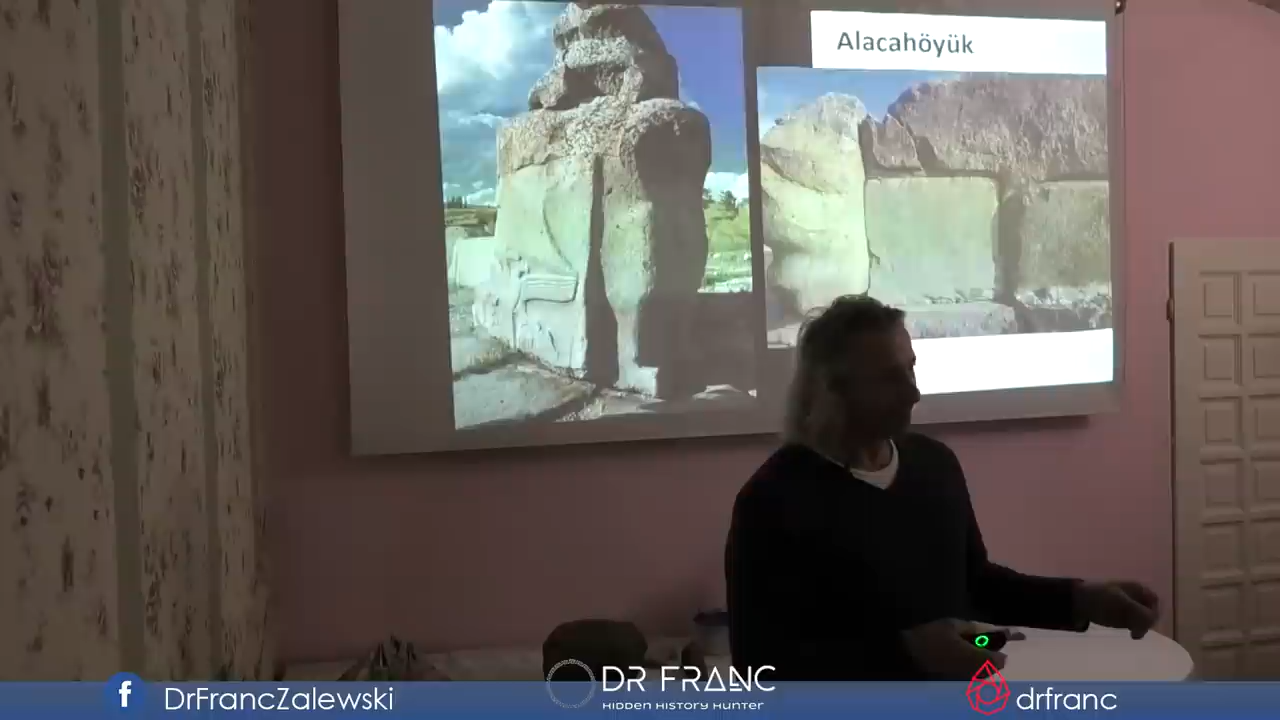 Alacahöyük
f
DrFrancZalewski
DR FRANC
HIDDEN HISTORY HUNTER
drfranc